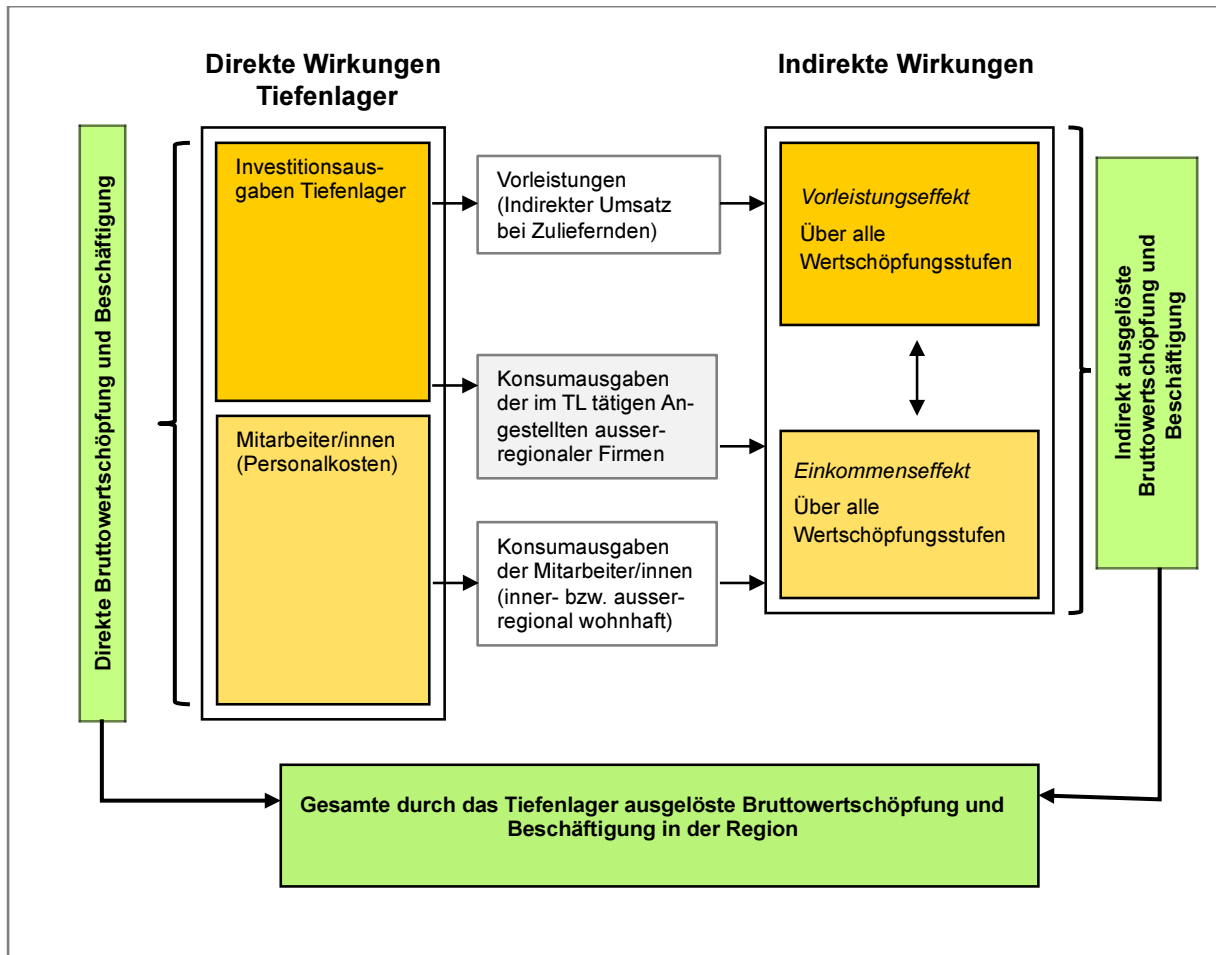 Direkte Wirkungen
Tiefenlager
Indirekte Wirkungen
Direkte Bruttowertschöpfung und Beschäftigung
Investitionsaus-
gaben Tiefenlager
Mitarbeiter/innen
(Personalkosten)
Vorleistungen
(Indirekter Umsatz
bei Zuliefernden)
Konsumausgaben
der im TL tätigen An-
gestellten ausser-
regionaler Firmen
Konsumausgaben
der Mitarbeiter/innen
(inner- bzw. ausser-
regional wohnhaft)
Vorleistungseffekt
Über alle
Wertschöpfungsstufen
Einkommenseffekt
Über alle
Wertschöpfungsstufen
Indirekt ausgelöste
Bruttowertschöpfung und
Beschäftigung
Gesamte durch das Tiefenlager ausgelöste Bruttowertschöpfung und
Beschäftigung in der Region